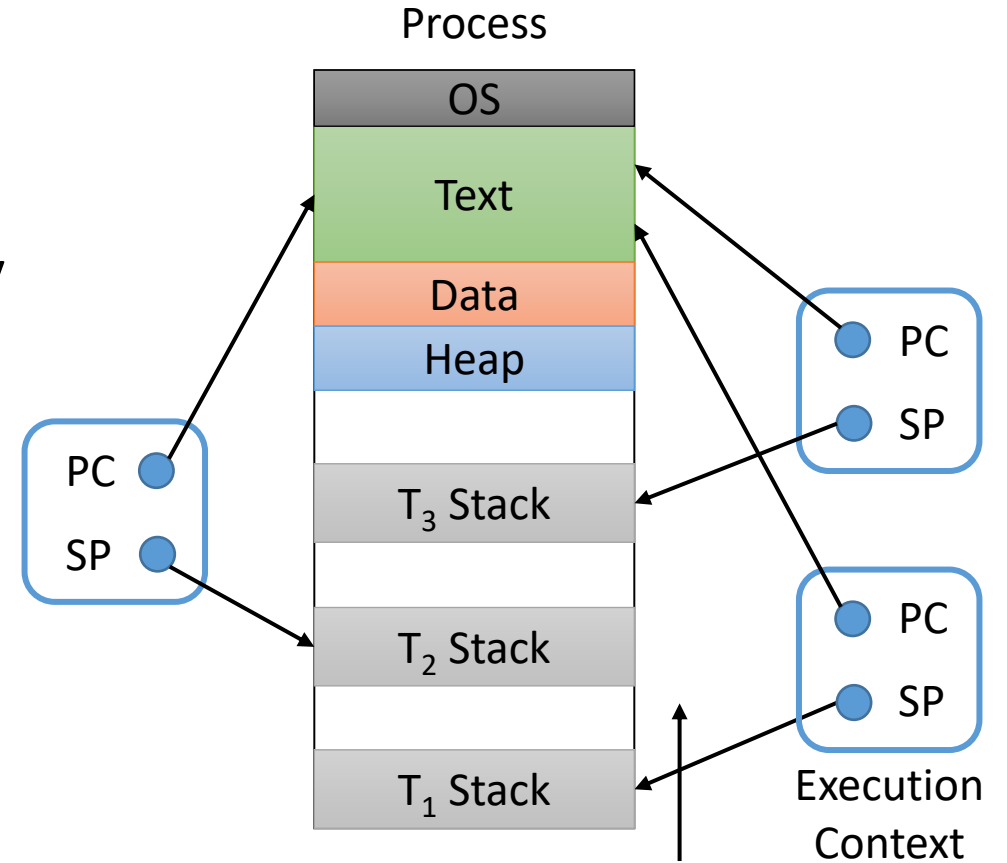 Process
OS
Text
Data
Heap
PC
SP
PC
SP
T3 Stack
T2 Stack
PC
SP
T1 Stack
Execution
Context